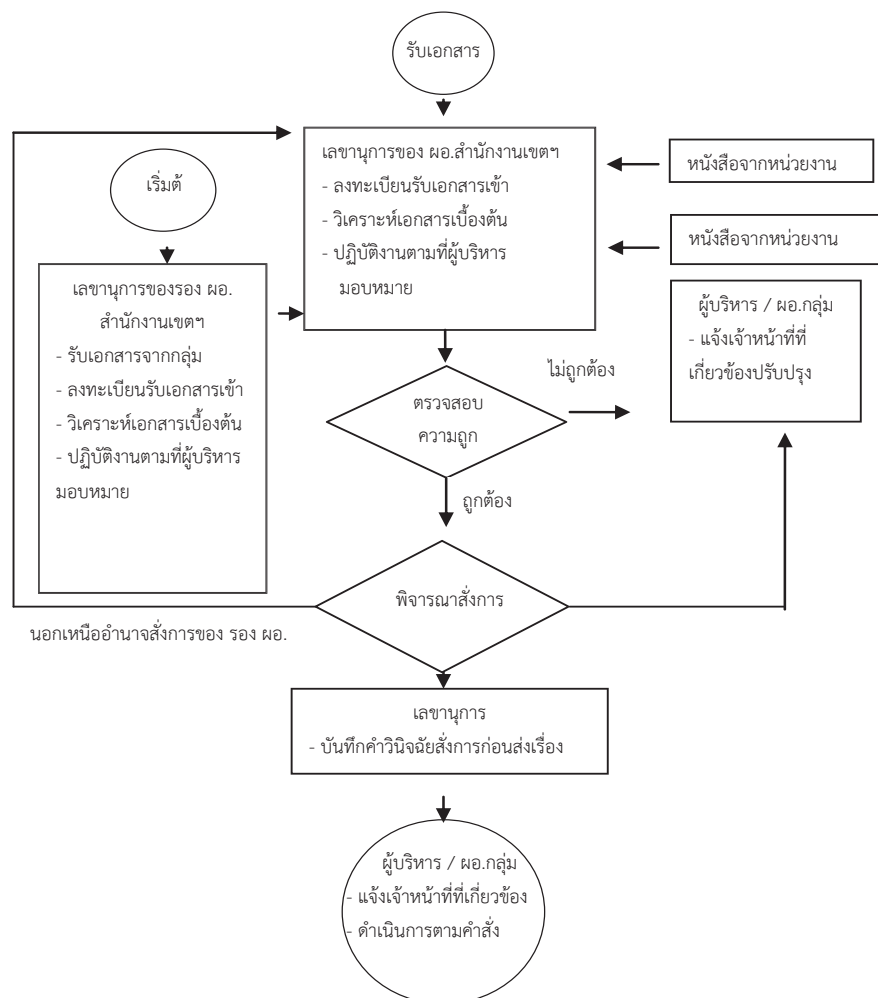 รับเอกสาร
เลขานุการของ ผอ.สำนักงานเขตฯ
- ลงทะเบียนรับเอกสารเข้า
- วิเคราะห์เอกสารเบื้องต้น
- ปฏิบัติงานตามที่ผู้บริหาร
มอบหมาย
หนังสือจากหน่วยงาน
หนังสือจากหน่วยงาน
เริ่มต้
เลขานุการของรอง ผอ.
สำนักงานเขตฯ
- รับเอกสารจากกลุ่ม
- ลงทะเบียนรับเอกสารเข้า
- วิเคราะห์เอกสารเบื้องต้น
- ปฏิบัติงานตามที่ผู้บริหาร
มอบหมาย
ผู้บริหาร / ผอ.กลุ่ม
- แจ้งเจ้าหน้าที่ที่
เกี่ยวข้องปรับปรุง
ไม่ถูกต้อง
ตรวจสอบ
ความถูก
ถูกต้อง
พิจารณาสั่งการ
นอกเหนืออำนาจสั่งการของ รอง ผอ.
เลขานุการ
- บันทึกคำวินิจฉัยสั่งการก่อนส่งเรื่อง
ผู้บริหาร / ผอ.กลุ่ม
- แจ้งเจ้าหน้าที่ที่เกี่ยวข้อง
- ดำเนินการตามคำสั่ง